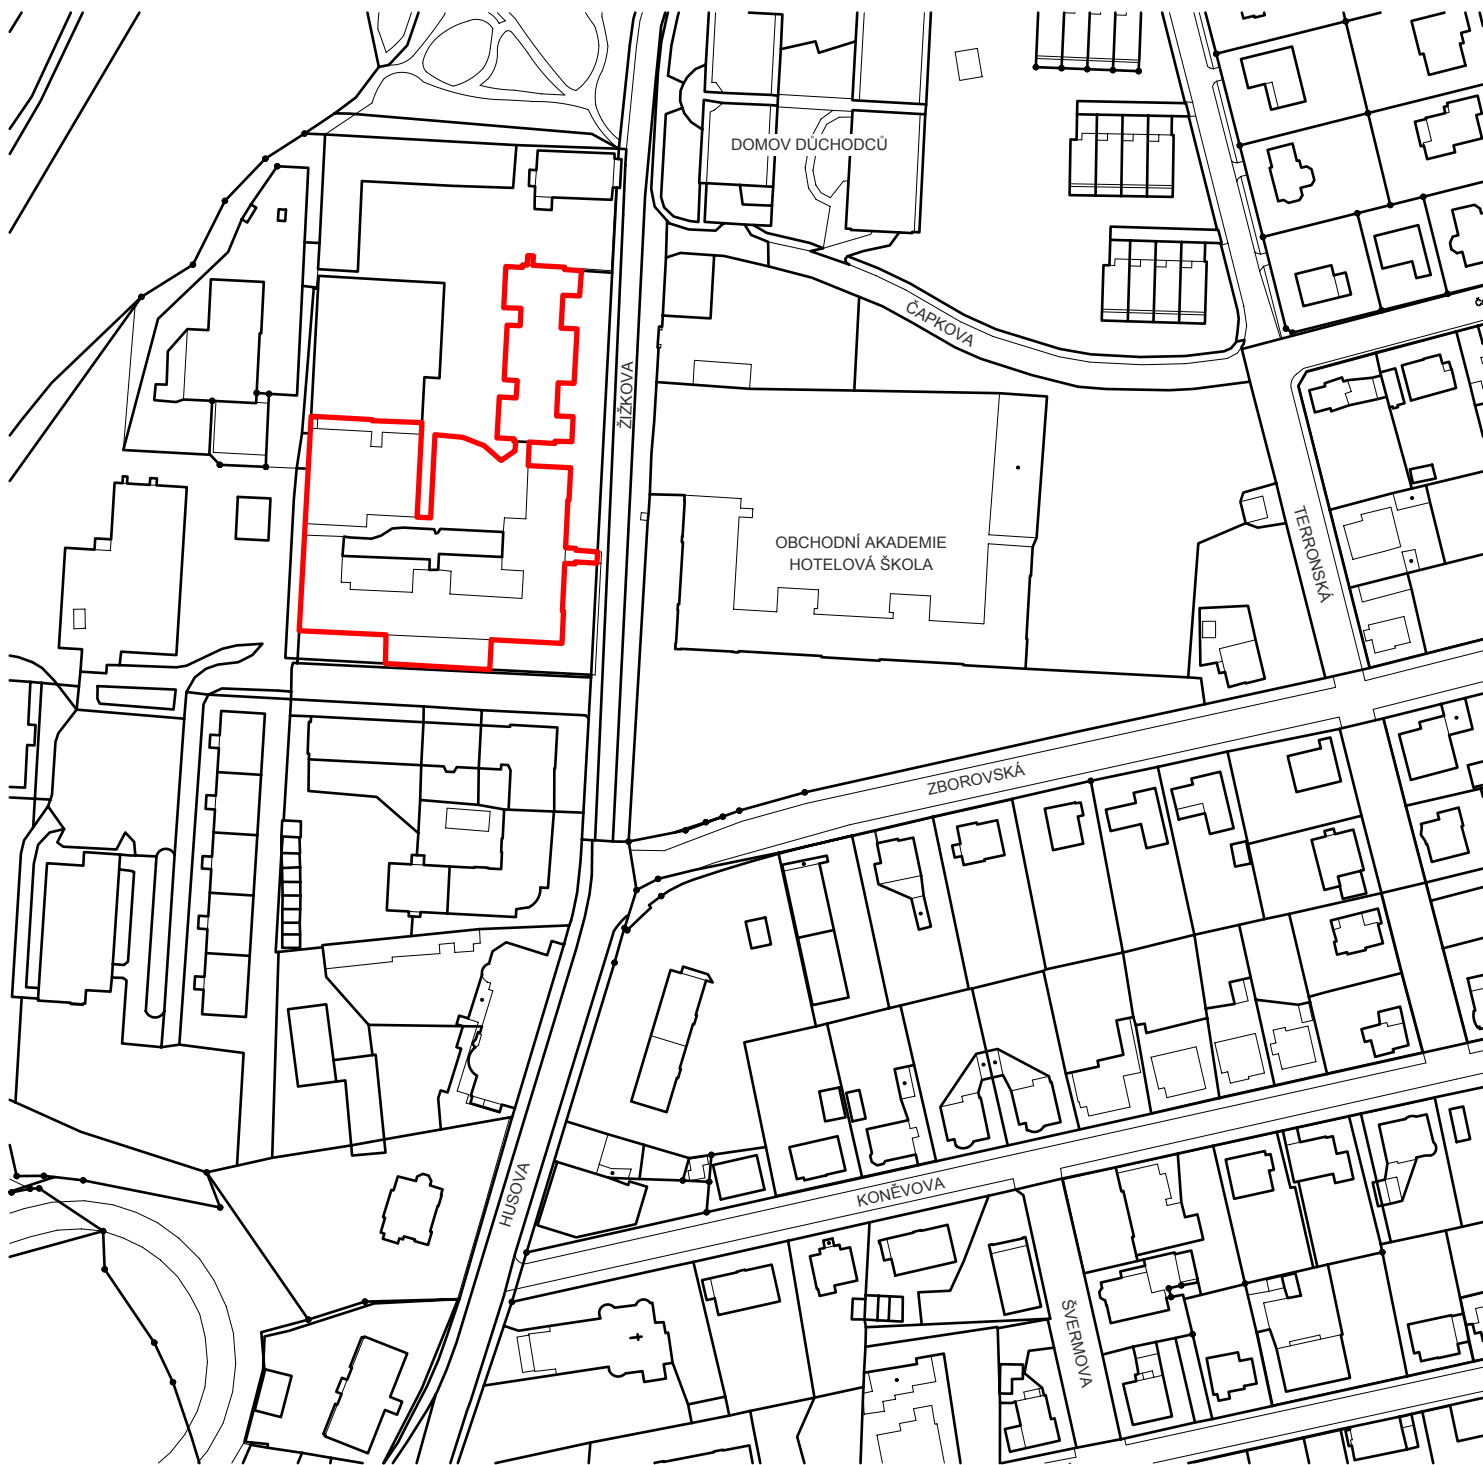 DOMOV DŮCHODCŮ
ČAPKOVA
ŽIŽKOVA
OBCHODNÍ AKADEMIE
HOTELOVÁ ŠKOLA
TERRONSKÁ
ZBOROVSKÁ
HUSOVA
KONĚVOVA
ŠVERMOVA